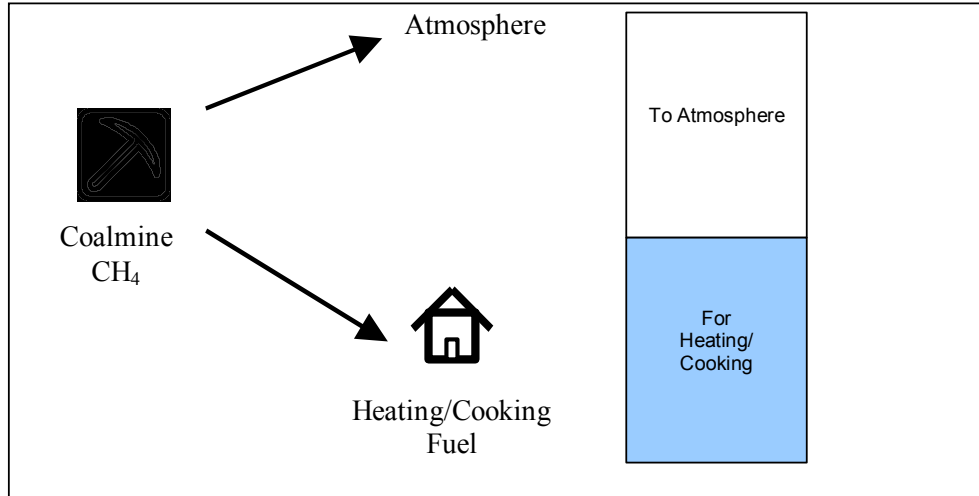 Atmosphere
Coalmine
CH₄
Heating/Cooking
Fuel
To Atmosphere
For
Heating/
Cooking